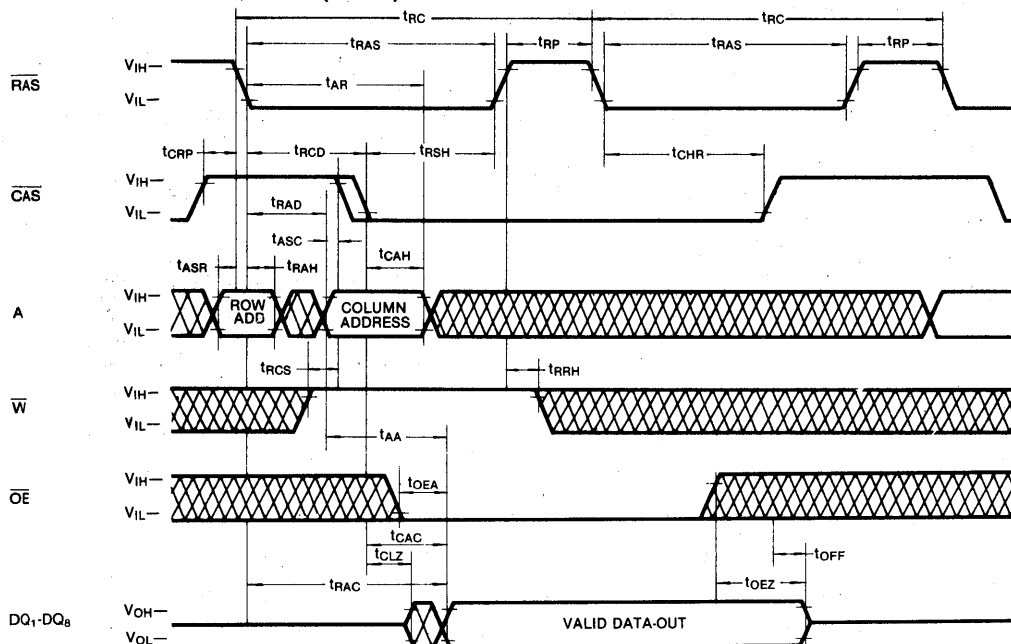 tRC tRC
tRAS tRP tRAS tRP
RAS VIH— tAR
VIL—
tCRP tRCD tRSH tCHR
CAS VIH—
VIL— tRAD
tASC
tASR tRAH tCAH
A VIH— ROW ADD COLUMN ADDRESS
VIL—
tRCS tRRH
W VIH—
VIL—
tAA
OE VIH— tOEA
VIL—
tCAC
tCLZ tOFF
tRAC tOEZ
DQ1-DQ8 VOH— VALID DATA-OUT
VOL—